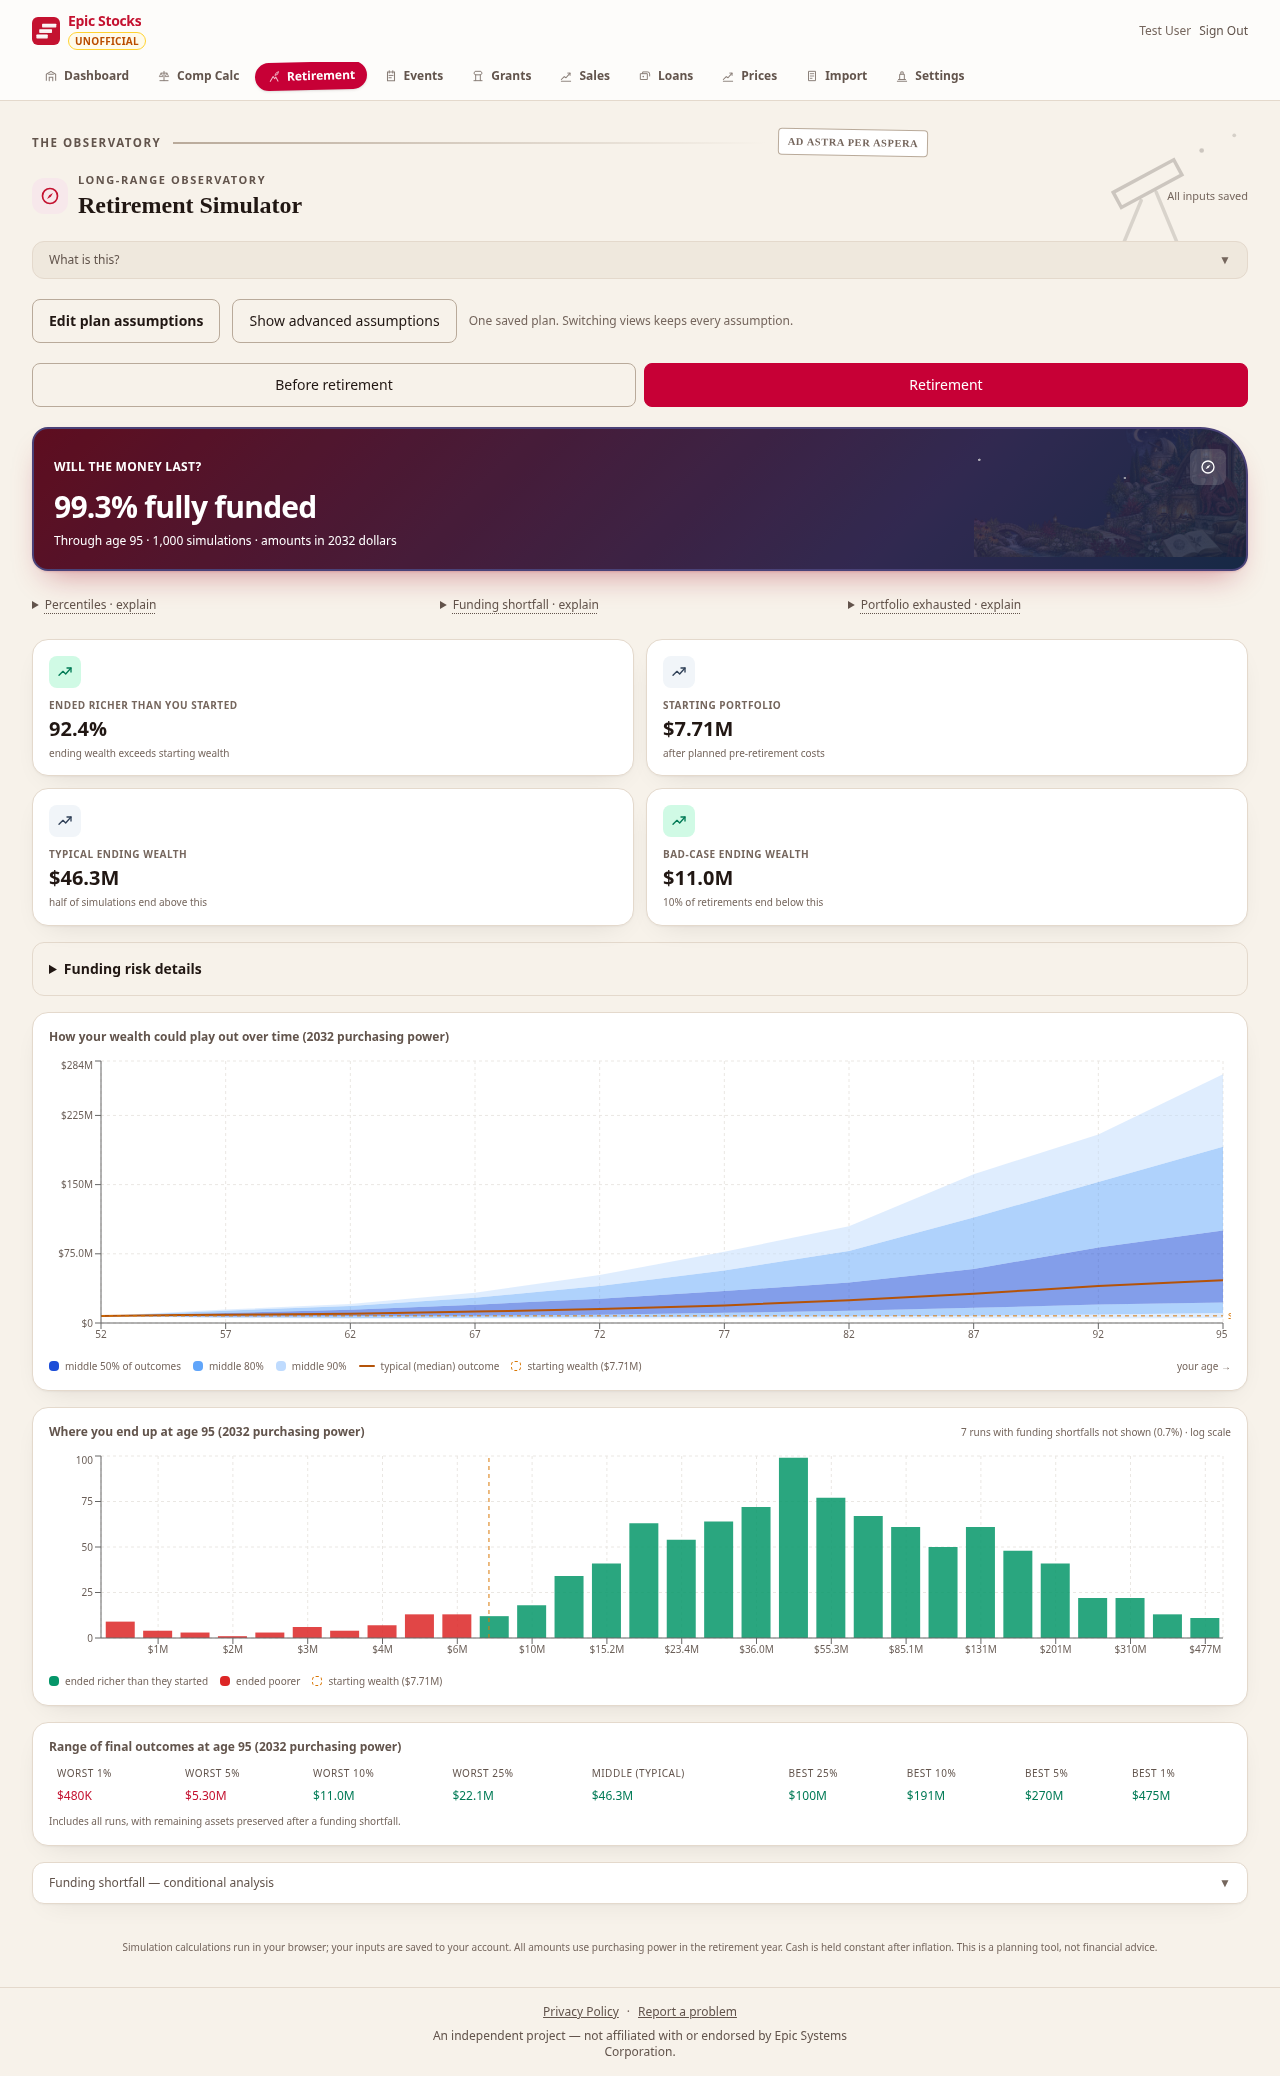 Epic Stocks
UNOFFICIAL
Test User Sign Out
Dashboard Comp Calc Retirement Events Grants Sales Loans Prices Import Settings
THE OBSERVATORY
AD ASTRA PER ASPERA
LONG-RANGE OBSERVATORY
Retirement Simulator
All inputs saved
What is this? ▼
Edit plan assumptions
Show advanced assumptions
One saved plan. Switching views keeps every assumption.
Before retirement
Retirement
WILL THE MONEY LAST?
99.3% fully funded
Through age 95 · 1,000 simulations · amounts in 2032 dollars
▶ Percentiles · explain
▶ Funding shortfall · explain
▶ Portfolio exhausted · explain
ENDED RICHER THAN YOU STARTED
92.4%
ending wealth exceeds starting wealth
STARTING PORTFOLIO
$7.71M
after planned pre-retirement costs
TYPICAL ENDING WEALTH
$46.3M
half of simulations end above this
BAD-CASE ENDING WEALTH
$11.0M
10% of retirements end below this
▶ Funding risk details
How your wealth could play out over time (2032 purchasing power)
$284M
$225M
$150M
$75.0M
$0
52 57 62 67 72 77 82 87 92 95
middle 50% of outcomes middle 80% middle 90% typical (median) outcome starting wealth ($7.71M)
your age →
Where you end up at age 95 (2032 purchasing power)
7 runs with funding shortfalls not shown (0.7%) · log scale
100
75
50
25
0
$1M $2M $3M $4M $6M $10M $15.2M $23.4M $36.0M $55.3M $85.1M $131M $201M $310M $477M
ended richer than they started ended poorer starting wealth ($7.71M)
Range of final outcomes at age 95 (2032 purchasing power)
WORST 1% WORST 5% WORST 10% WORST 25% MIDDLE (TYPICAL) BEST 25% BEST 10% BEST 5% BEST 1%
$480K $5.30M $11.0M $22.1M $46.3M $100M $191M $270M $475M
Includes all runs, with remaining assets preserved after a funding shortfall.
Funding shortfall — conditional analysis ▼
Simulation calculations run in your browser; your inputs are saved to your account. All amounts use purchasing power in the retirement year. Cash is held constant after inflation. This is a planning tool, not financial advice.
Privacy Policy · Report a problem
An independent project — not affiliated with or endorsed by Epic Systems
Corporation.